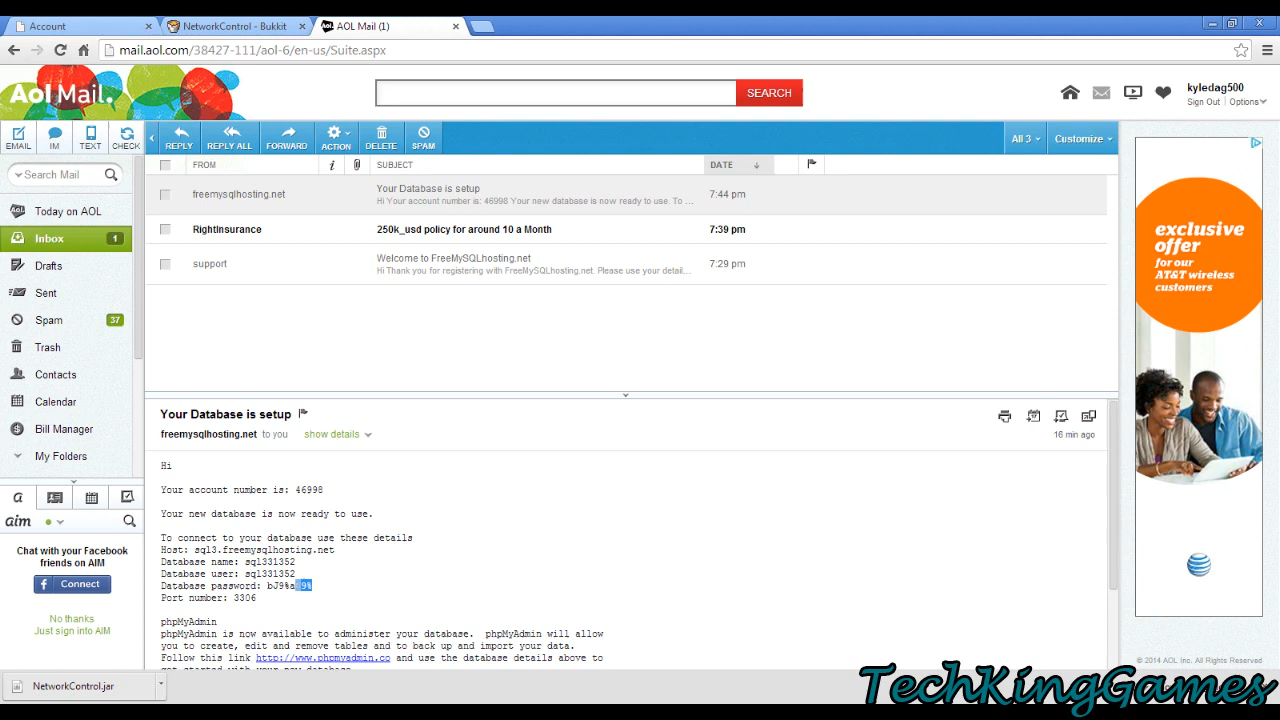 Account
NetworkControl - Bukkit
AOL Mail (1)
mail.aol.com/38427-111/aol-6/en-us/Suite.aspx
Aol Mail.
SEARCH
kyledag500
Sign Out
Options
EMAIL
IM
TEXT
CHECK
REPLY
REPLY ALL
FORWARD
ACTION
DELETE
SPAM
All 3
Customize
Search Mail
Today on AOL
Inbox
1
Drafts
Sent
Spam
37
Trash
Contacts
Calendar
Bill Manager
My Folders
FROM
SUBJECT
DATE
freemysqlhosting.net
Your Database is setup
Hi Your account number is: 46998 Your new database is now ready to use. To ...
7:44 pm
RightInsurance
250k_usd policy for around 10 a Month
7:39 pm
support
Welcome to FreeMySQLhosting.net
Hi Thank you for registering with FreeMySQLhosting.net. Please use your detail...
7:29 pm
Your Database is setup
freemysqlhosting.net to you
show details
16 min ago
Hi
Your account number is: 46998
Your new database is now ready to use.
To connect to your database use these details
Host: sql3.freemysqlhosting.net
Database name: sql331352
Database user: sql331352
Database password:
Port number: 3306
phpMyAdmin
phpMyAdmin is now available to administer your database. phpMyAdmin will allow
you to create, edit and remove tables and to back up and import your data.
Follow this link http://www.phpmyadmin.co and use the database details above to
get started with your new database.
a
aim
Chat with your Facebook
friends on AIM
f Connect
No thanks
Just sign into AIM
exclusive
offer
for our
AT&T wireless
customers
© 2014 AOL Inc. All Rights Reserved
NetworkControl.jar
TechKingGames